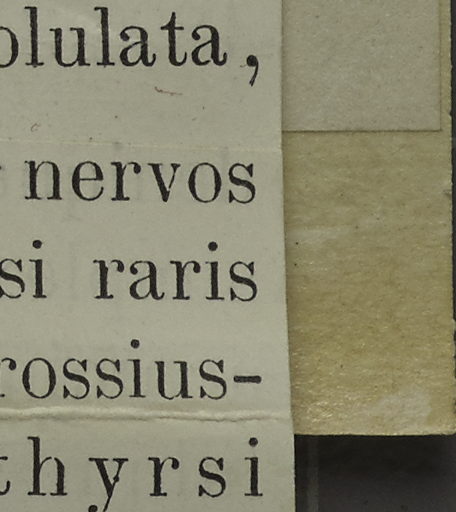 olulata,
nervos
si raris
rossius-
thyrsi